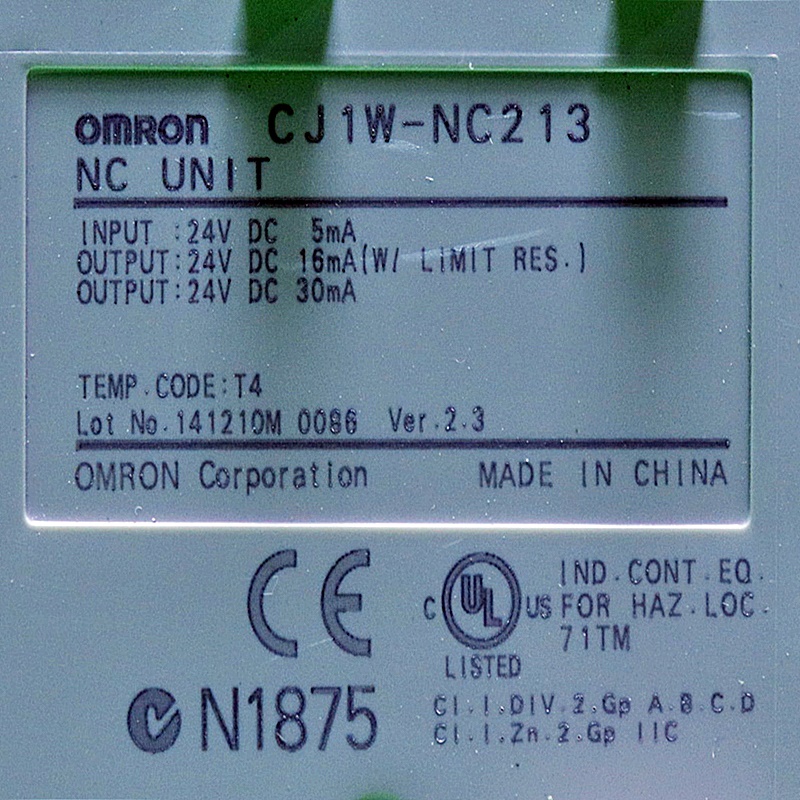 OMRON CJ1W-NC213
NC UNIT
INPUT :24V DC 5mA
OUTPUT:24V DC 16mA(W/ LIMIT RES.)
OUTPUT:24V DC 30mA
TEMP.CODE:T4
Lot No.141210M 0086 Ver.2.3
OMRON Corporation MADE IN CHINA
CE
C UL US
LISTED
IND.CONT.EQ.
FOR HAZ.LOC.
71TM
N1875
Cl.I.DIV.2.Gp A.B.C.D
Cl.I.Zn.2.Gp IIC